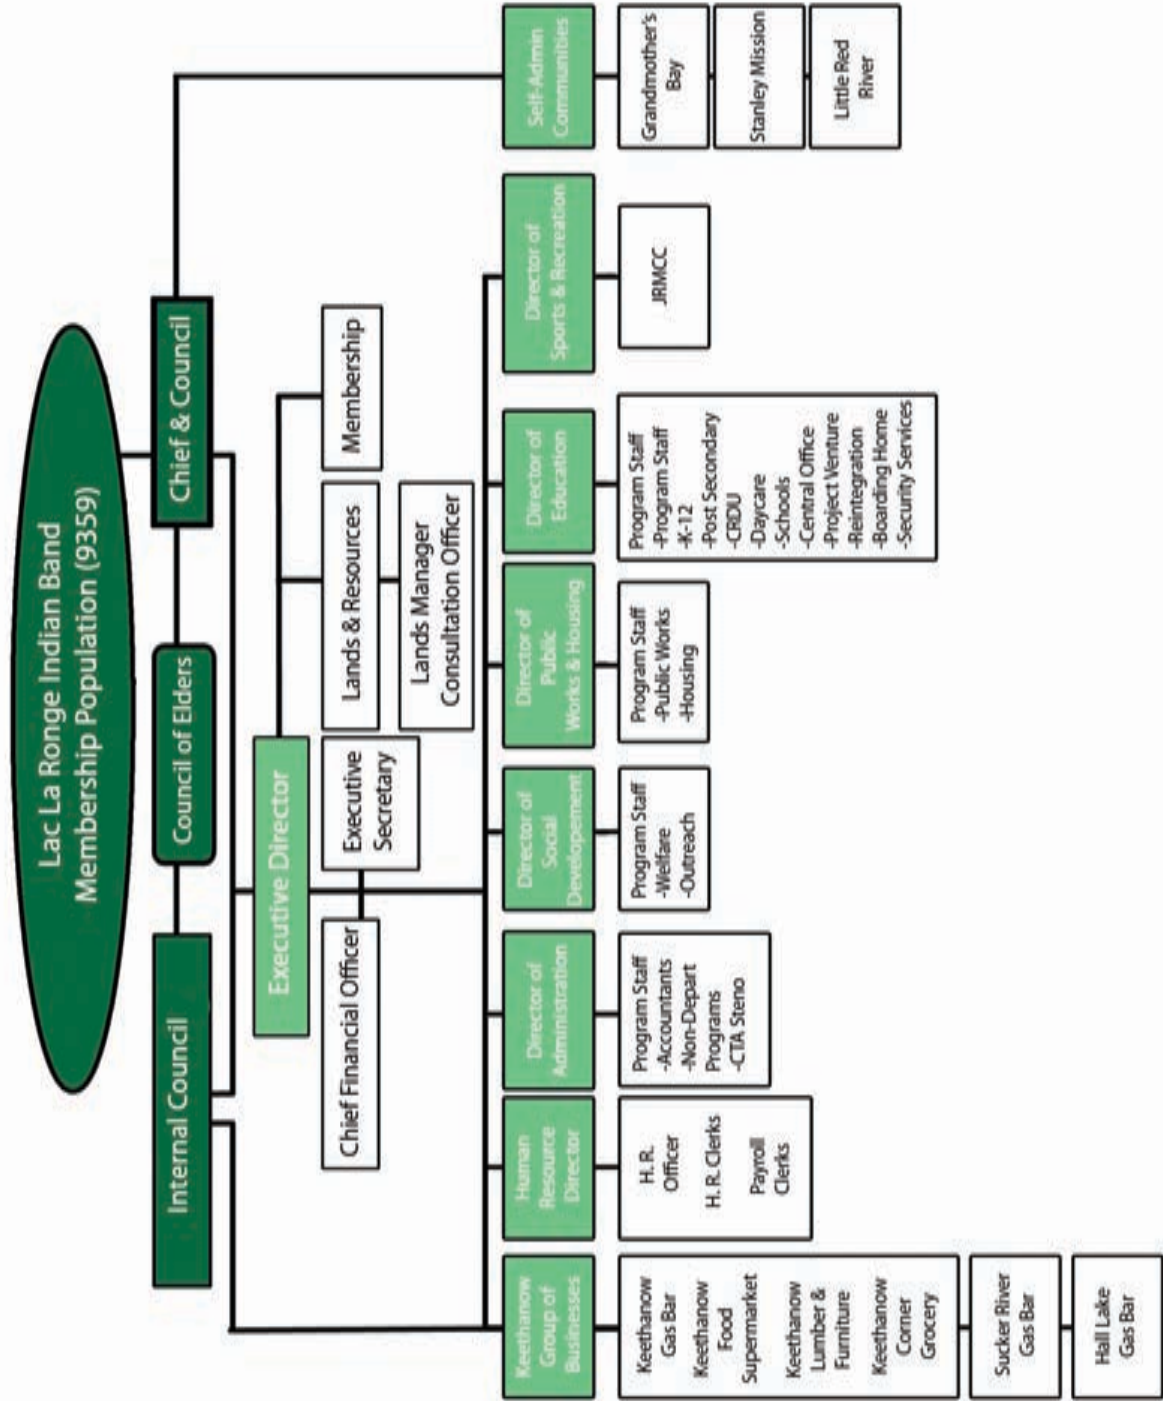 Lac La Ronge Indian Band
Membership Population (9359)
Internal Council
Council of Elders
Chief & Council
Executive Director
Chief Financial Officer
Executive
Secretary
Lands & Resources
Membership
Lands Manager
Consultation Officer
Keethanow
Group of
Businesses
Human
Resource
Director
Director of
Administration
Director of
Social
Developement
Director of
Public
Works & Housing
Director of
Education
Director of
Sports & Recreation
Self-Admin
Communities
Keethanow
Gas Bar
Keethanow
Food
Supermarket
Keethanow
Lumber &
Furniture
Keethanow
Corner
Grocery
Sucker River
Gas Bar
Hall Lake
Gas Bar
H. R.
Officer
H. R. Clerks
Payroll
Clerks
Program Staff
-Accountants
-Non-Depart
Programs
-CTA Steno
Program Staff
-Welfare
-Outreach
Program Staff
-Public Works
-Housing
Program Staff
-Program Staff
-K-12
-Post Secondary
-CRDU
-Daycare
-Schools
-Central Office
-Project Venture
-Reintegration
-Boarding Home
-Security Services
JRMCC
Grandmother's
Bay
Stanley Mission
Little Red
River